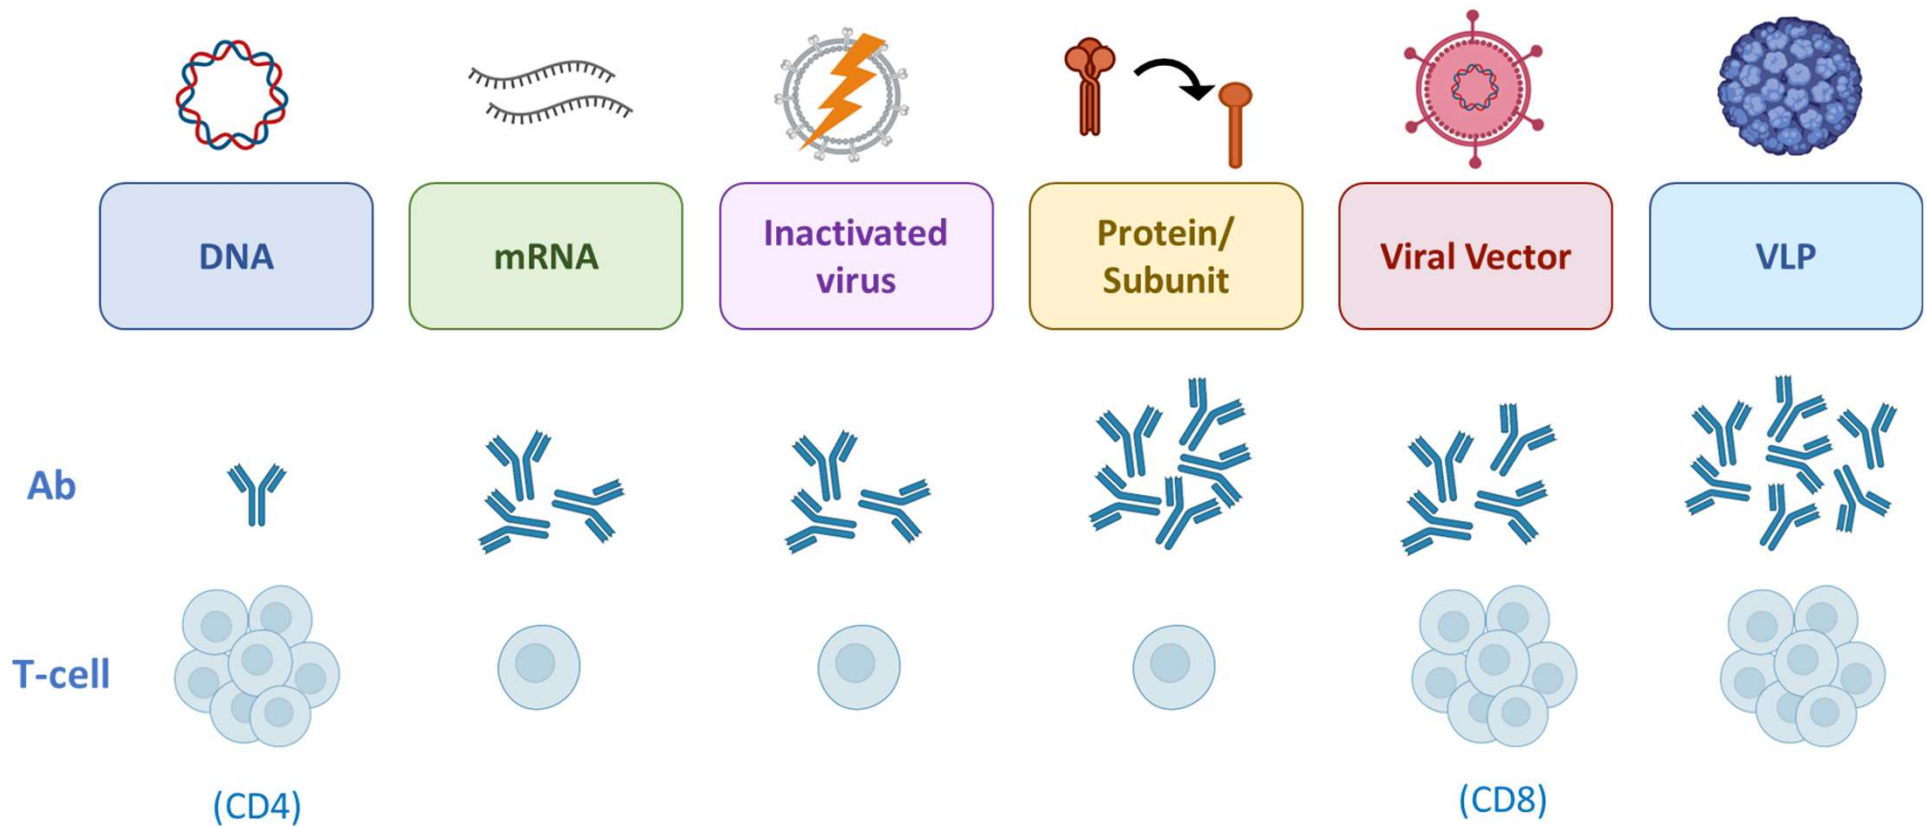 DNA
mRNA
Inactivated
virus
Protein/
Subunit
Viral Vector
VLP
Ab
T-cell
(CD4)
(CD8)